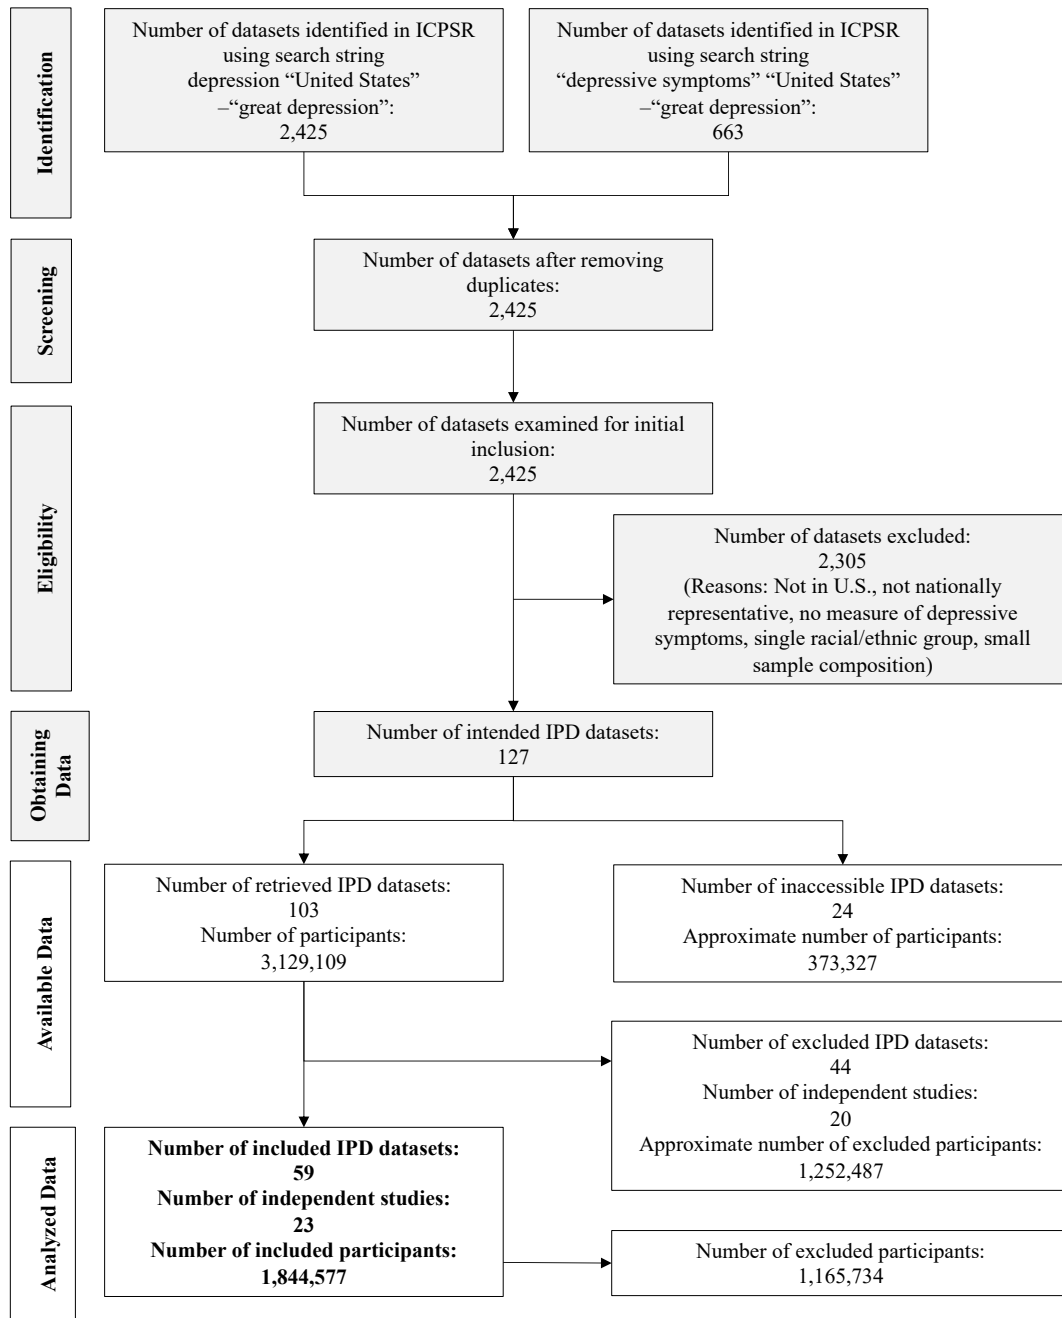 Identification
Number of datasets identified in ICPSR
using search string
depression “United States”
–“great depression”:
2,425
Number of datasets identified in ICPSR
using search string
“depressive symptoms” “United States”
–“great depression”:
663
Screening
Number of datasets after removing
duplicates:
2,425
Eligibility
Number of datasets examined for initial
inclusion:
2,425
Number of datasets excluded:
2,305
(Reasons: Not in U.S., not nationally
representative, no measure of depressive
symptoms, single racial/ethnic group, small
sample composition)
Obtaining
Data
Number of intended IPD datasets:
127
Available Data
Number of retrieved IPD datasets:
103
Number of participants:
3,129,109
Number of inaccessible IPD datasets:
24
Approximate number of participants:
373,327
Number of excluded IPD datasets:
44
Number of independent studies:
20
Approximate number of excluded participants:
1,252,487
Analyzed Data
Number of included IPD datasets:
59
Number of independent studies:
23
Number of included participants:
1,844,577
Number of excluded participants:
1,165,734